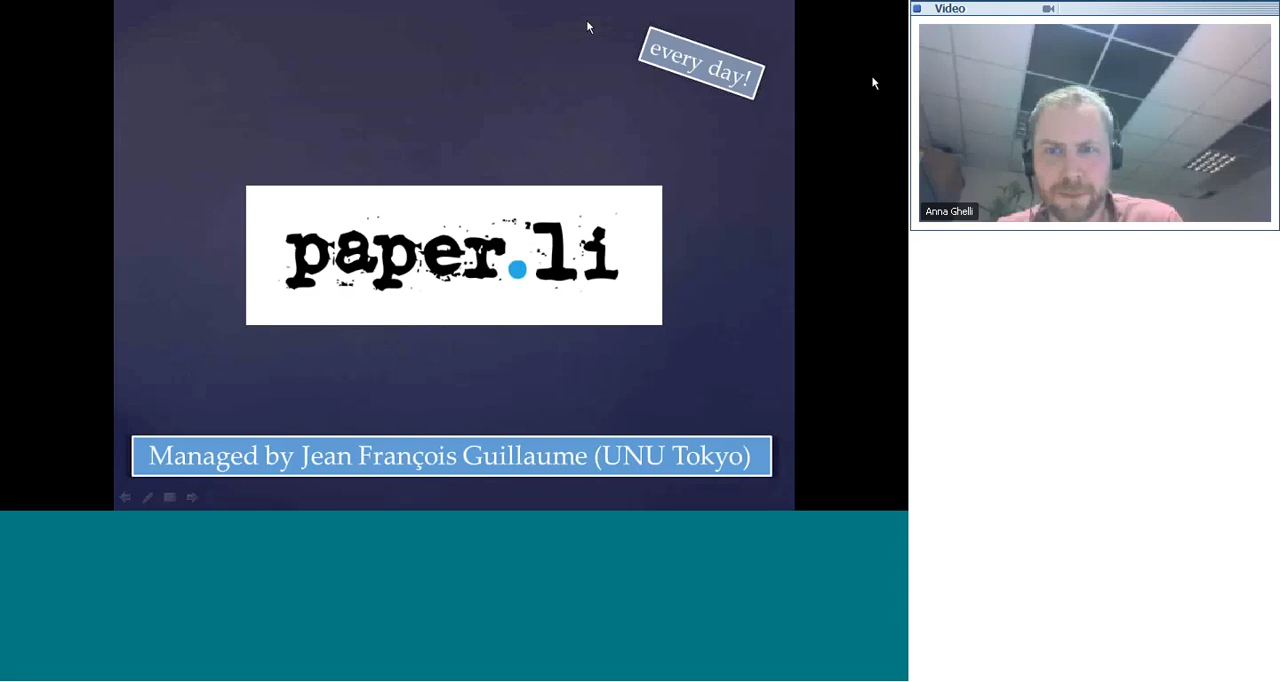 every day!
paper.li
Managed by Jean François Guillaume (UNU Tokyo)
Video
Anna Ghelli